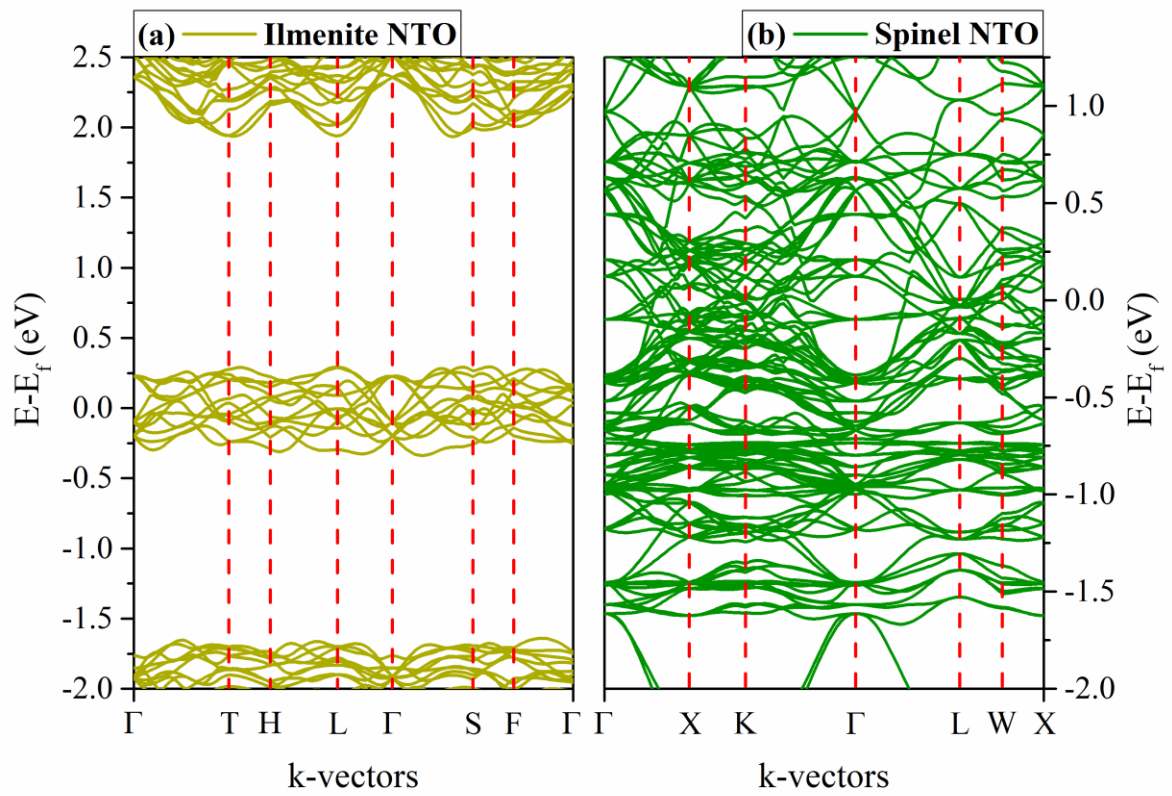 (a) Ilmenite NTO
(b) Spinel NTO
2.5
2.0
1.5
1.0
0.5
0.0
-0.5
-1.0
-1.5
-2.0
E-Ef (eV)
Γ T H L Γ S F Γ
k-vectors
1.0
0.5
0.0
-0.5
-1.0
-1.5
-2.0
E-Ef (eV)
Γ X K Γ L W X
k-vectors